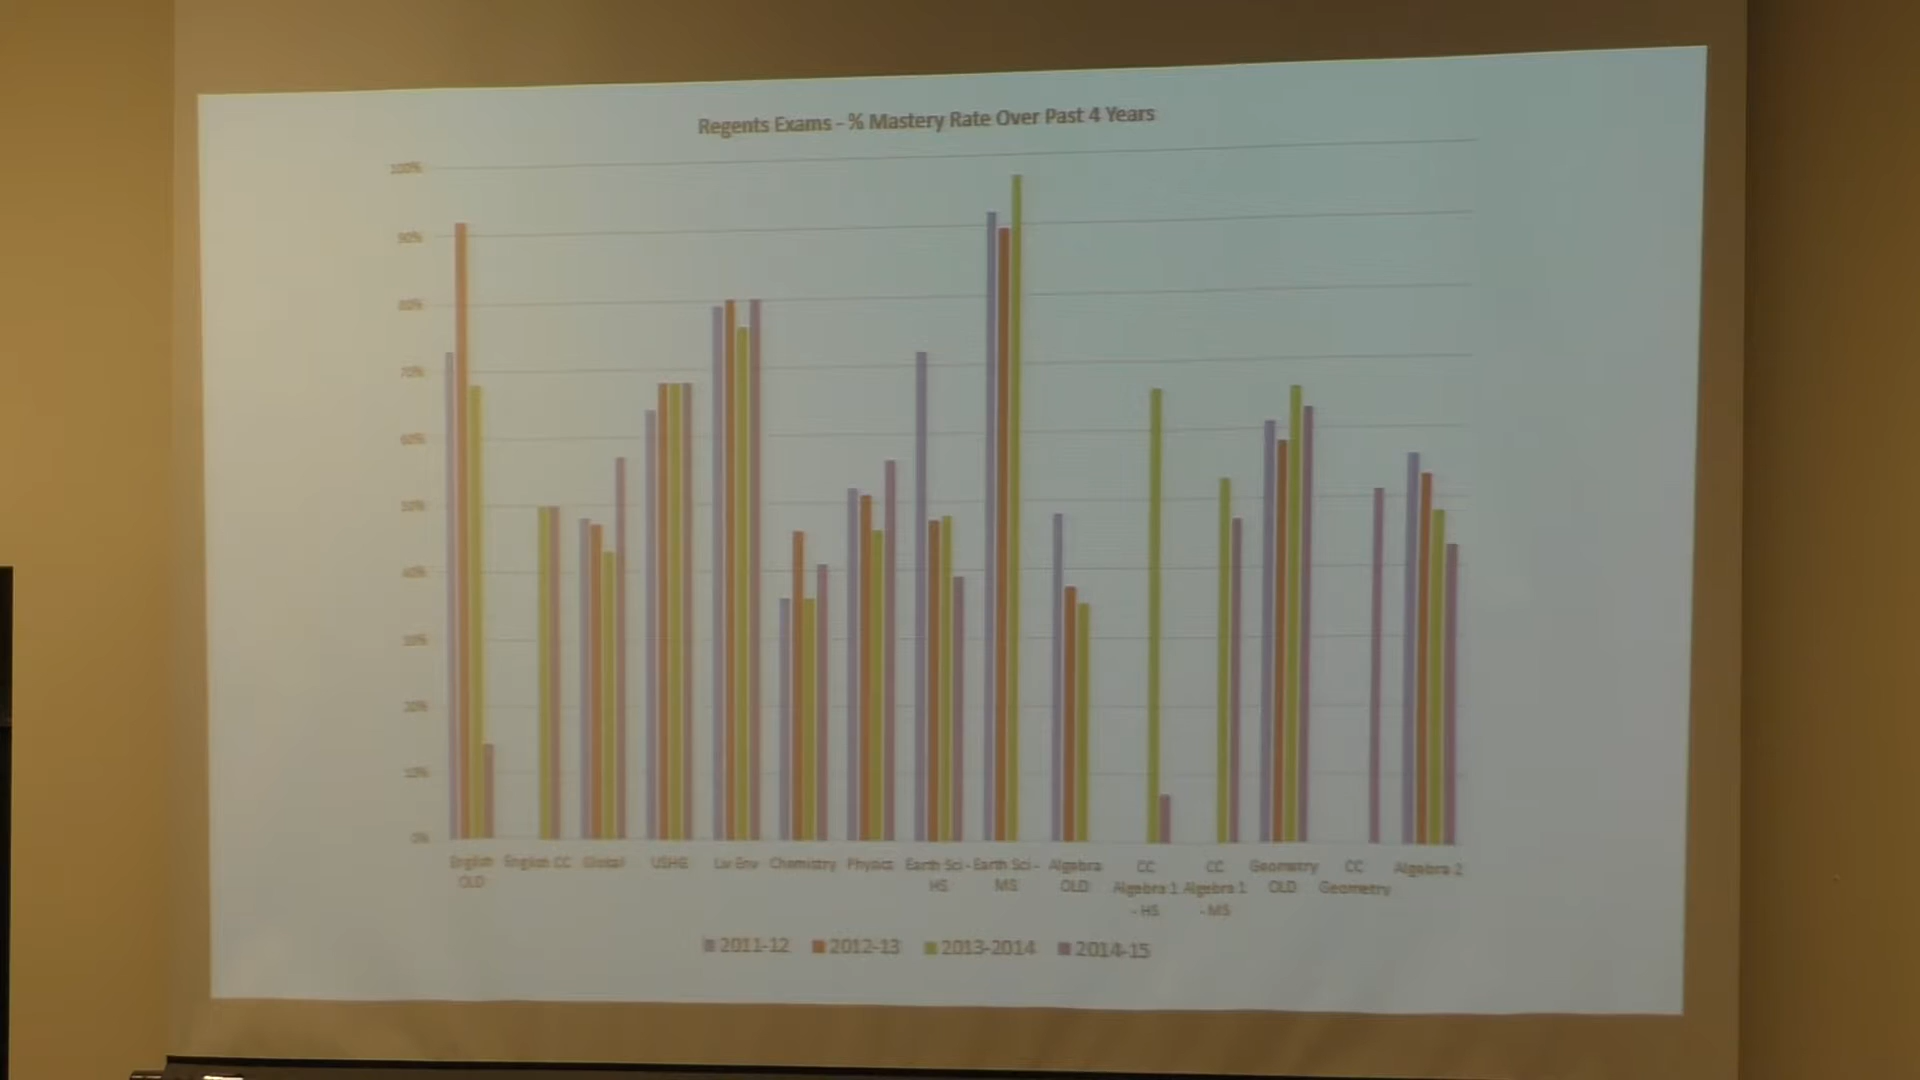 Regents Exams - % Mastery Rate Over Past 4 Years
100%
90%
80%
70%
60%
50%
40%
30%
20%
10%
0%
English OLD
English CC
Global
USHG
Liv Env
Chemistry
Physics
Earth Sci - HS
Earth Sci - MS
Algebra OLD
CC Algebra 1 - HS
CC Algebra 1 - MS
Geometry OLD
CC Geometry
Algebra 2
2011-12 2012-13 2013-2014 2014-15